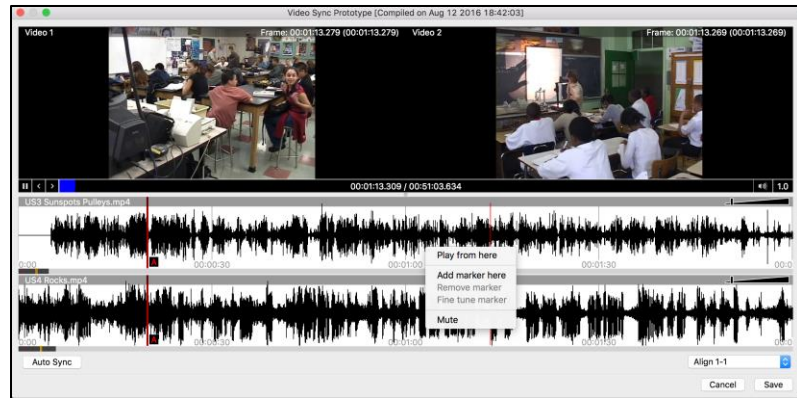 Video Sync Prototype [Compiled on Aug 12 2016 18:42:03]
Video 1 Frame: 00:01:13.279 (00:01:13.279) Video 2 Frame: 00:01:13.269 (00:01:13.269)
00:01:13.309 / 00:51:03.634 1.0
US3 Sunspots Pulleys.mp4
Play from here
0:00 00:00:30 00:01:00 00:01:30 00:0
A
Add marker here
US4 Rocks.mp4
Remove marker
Fine tune marker
Mute
0:00 00:00:30 00:01:00 00:01:30 00:0
A
Auto Sync Align 1-1
Cancel Save